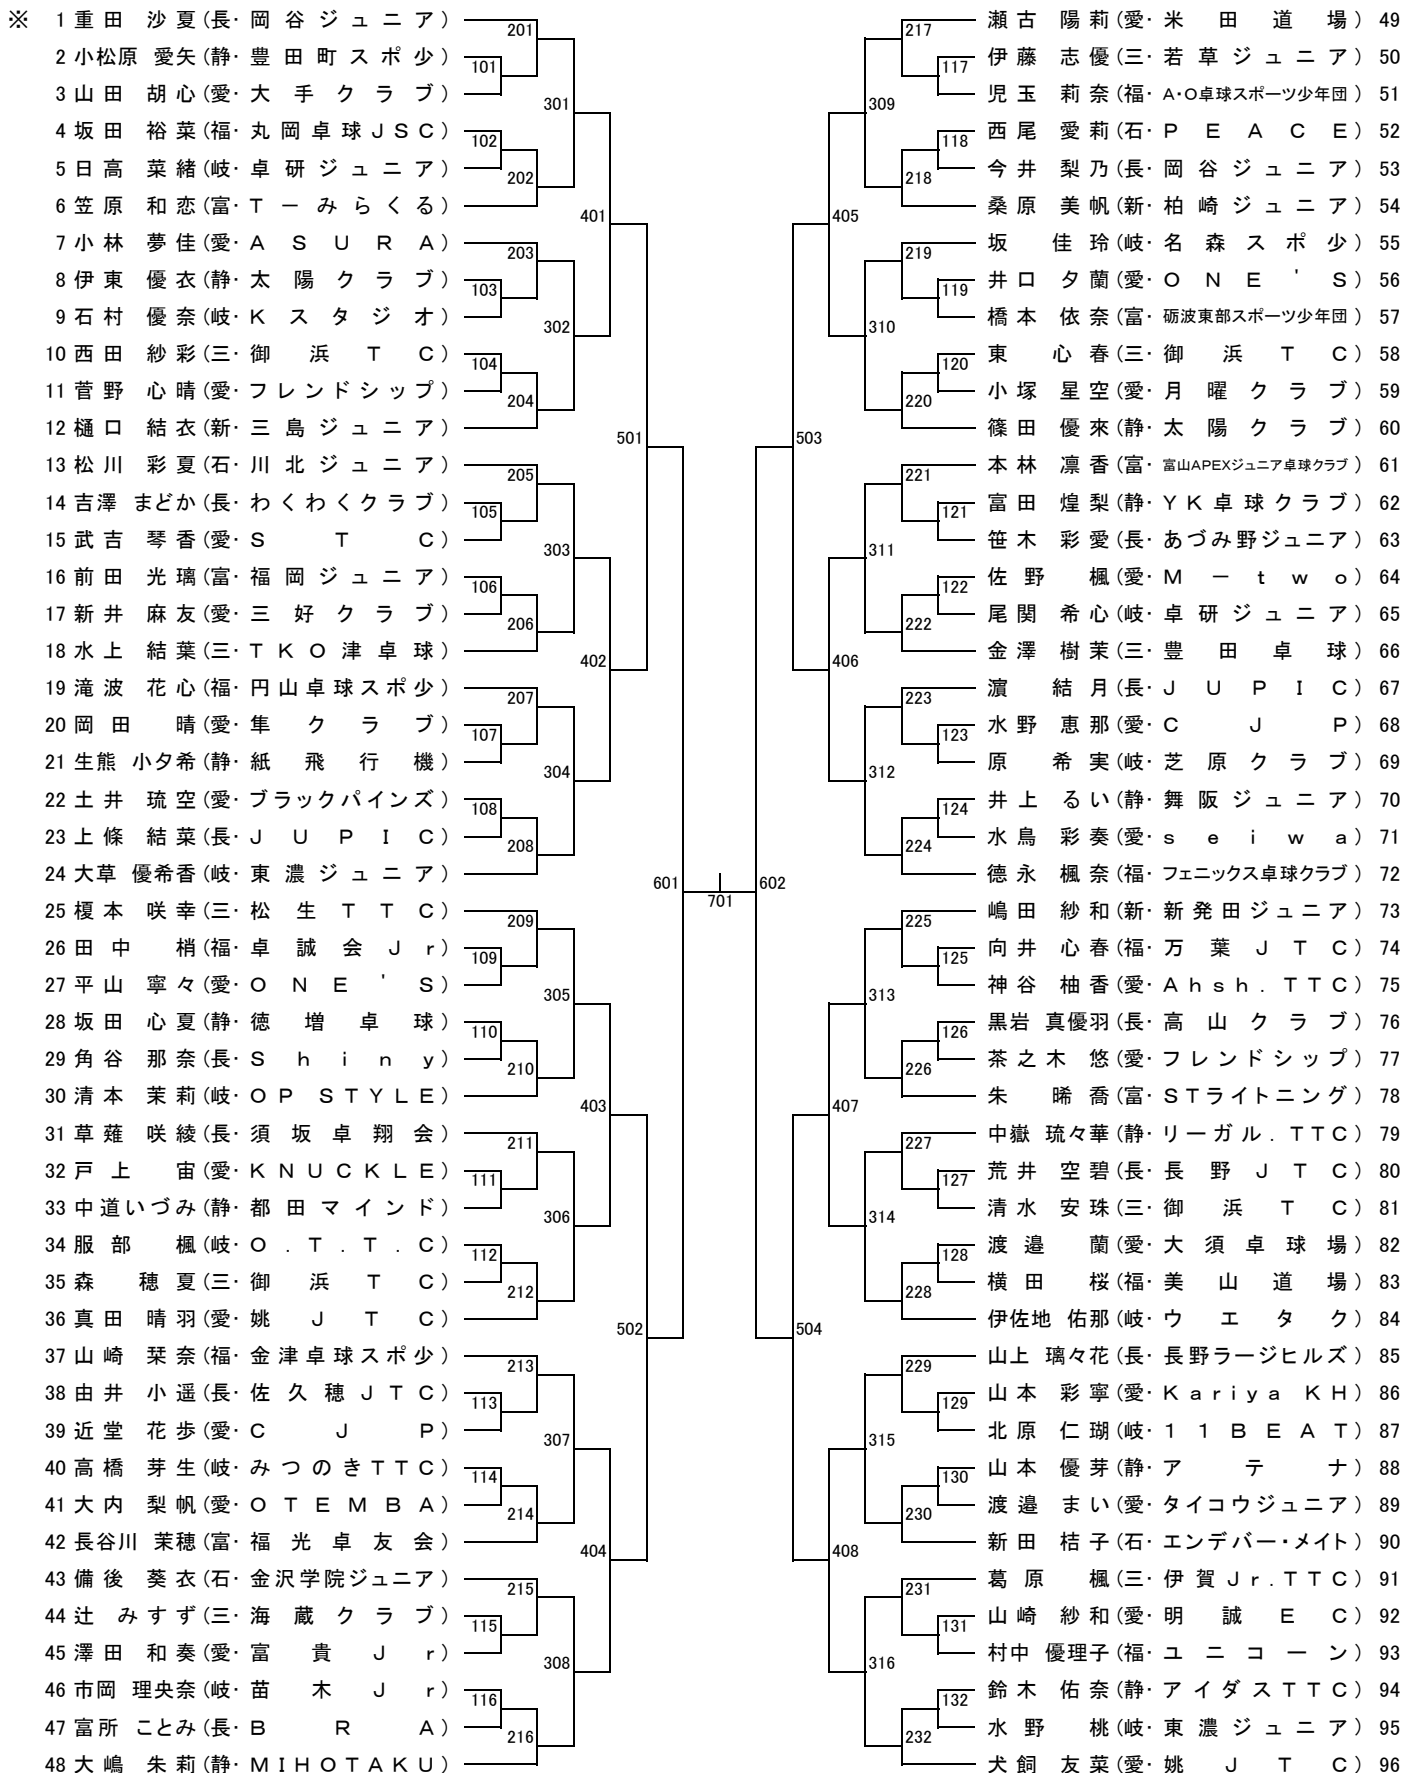 ※ 1 重田 沙夏 (長・岡谷ジュニア)
2 小松原 愛矢 (静・豊田町スポ少)
3 山田 胡心 (愛・大手クラブ)
4 坂田 裕菜 (福・丸岡卓球JSC)
5 日高 菜緒 (岐・卓研ジュニア)
6 笠原 和恋 (富・Tーみらくる)
7 小林 夢佳 (愛・ASURA)
8 伊東 優衣 (静・太陽クラブ)
9 石村 優奈 (岐・Kスタジオ)
10 西田 紗彩 (三・御浜TC)
11 菅野 心晴 (愛・フレンドシップ)
12 樋口 結衣 (新・三島ジュニア)
13 松川 彩夏 (石・川北ジュニア)
14 吉澤 まどか (長・わくわくクラブ)
15 武吉 琴香 (愛・STC)
16 前田 光璃 (富・福岡ジュニア)
17 新井 麻友 (愛・三好クラブ)
18 水上 結葉 (三・TKO津卓球)
19 滝波 花心 (福・円山卓球スポ少)
20 岡田 晴 (愛・隼クラブ)
21 生熊 小夕希 (静・紙飛行機)
22 土井 琉空 (愛・ブラックパインズ)
23 上條 結菜 (長・JUPIC)
24 大草 優希香 (岐・東濃ジュニア)
25 榎本 咲幸 (三・松生TTC)
26 田中 梢 (福・卓誠会Jr)
27 平山 寧々 (愛・ONE'S)
28 坂田 心夏 (静・徳増卓球)
29 角谷 那奈 (長・Shiny)
30 清本 茉莉 (岐・OP STYLE)
31 草薙 咲綾 (長・須坂卓翔会)
32 戸上 宙 (愛・KNUCKLE)
33 中道いづみ (静・都田マインド)
34 服部 楓 (岐・O.T.T.C)
35 森 穂夏 (三・御浜TC)
36 真田 晴羽 (愛・姚JTC)
37 山崎 栞奈 (福・金津卓球スポ少)
38 由井 小遥 (長・佐久穂JTC)
39 近堂 花歩 (愛・CJP)
40 高橋 芽生 (岐・みつのきTTC)
41 大内 梨帆 (愛・OTEMBA)
42 長谷川 茉穂 (富・福光卓友会)
43 備後 葵衣 (石・金沢学院ジュニア)
44 辻 みすず (三・海蔵クラブ)
45 澤田 和奏 (愛・富貴Jr)
46 市岡 理央奈 (岐・苗木Jr)
47 富所 ことみ (長・BRA)
48 大嶋 朱莉 (静・MIHOTAKU)
101
102
103
104
105
106
107
108
109
110
111
112
113
114
115
116
201
202
203
204
205
206
207
208
209
210
211
212
213
214
215
216
301
302
303
304
305
306
307
308
401
402
403
404
501
502
601
701
602
503
504
405
406
407
408
309
310
311
312
313
314
315
316
217
218
219
220
221
222
223
224
225
226
227
228
229
230
231
232
117
118
119
120
121
122
123
124
125
126
127
128
129
130
131
132
瀬古 陽莉 (愛・米田道場) 49
伊藤 志優 (三・若草ジュニア) 50
児玉 莉奈 (福・A・O卓球スポーツ少年団) 51
西尾 愛莉 (石・PEACE) 52
今井 梨乃 (長・岡谷ジュニア) 53
桑原 美帆 (新・柏崎ジュニア) 54
坂 佳玲 (岐・名森スポ少) 55
井口 夕蘭 (愛・ONE'S) 56
橋本 依奈 (富・砺波東部スポーツ少年団) 57
東 心春 (三・御浜TC) 58
小塚 星空 (愛・月曜クラブ) 59
篠田 優來 (静・太陽クラブ) 60
本林 凛香 (富・富山APEXジュニア卓球クラブ) 61
富田 煌梨 (静・YK卓球クラブ) 62
笹木 彩愛 (長・あづみ野ジュニア) 63
佐野 楓 (愛・Mーtwo) 64
尾関 希心 (岐・卓研ジュニア) 65
金澤 樹茉 (三・豊田卓球) 66
濵 結月 (長・JUPIC) 67
水野 恵那 (愛・CJP) 68
原 希実 (岐・芝原クラブ) 69
井上 るい (静・舞阪ジュニア) 70
水鳥 彩奏 (愛・seiwa) 71
德永 楓奈 (福・フェニックス卓球クラブ) 72
嶋田 紗和 (新・新発田ジュニア) 73
向井 心春 (福・万葉JTC) 74
神谷 柚香 (愛・Ahsh.TTC) 75
黒岩 真優羽 (長・高山クラブ) 76
茶之木 悠 (愛・フレンドシップ) 77
朱 晞喬 (富・STライトニング) 78
中嶽 琉々華 (静・リーガル.TTC) 79
荒井 空碧 (長・長野JTC) 80
清水 安珠 (三・御浜TC) 81
渡邉 蘭 (愛・大須卓球場) 82
横田 桜 (福・美山道場) 83
伊佐地 佑那 (岐・ウエタク) 84
山上 璃々花 (長・長野ラージヒルズ) 85
山本 彩寧 (愛・Kariya KH) 86
北原 仁瑚 (岐・11BEAT) 87
山本 優芽 (静・アテナ) 88
渡邉 まい (愛・タイコウジュニア) 89
新田 桔子 (石・エンデバー・メイト) 90
葛原 楓 (三・伊賀Jr.TTC) 91
山崎 紗和 (愛・明誠EC) 92
村中 優理子 (福・ユニコーン) 93
鈴木 佑奈 (静・アイダスTTC) 94
水野 桃 (岐・東濃ジュニア) 95
犬飼 友菜 (愛・姚JTC) 96